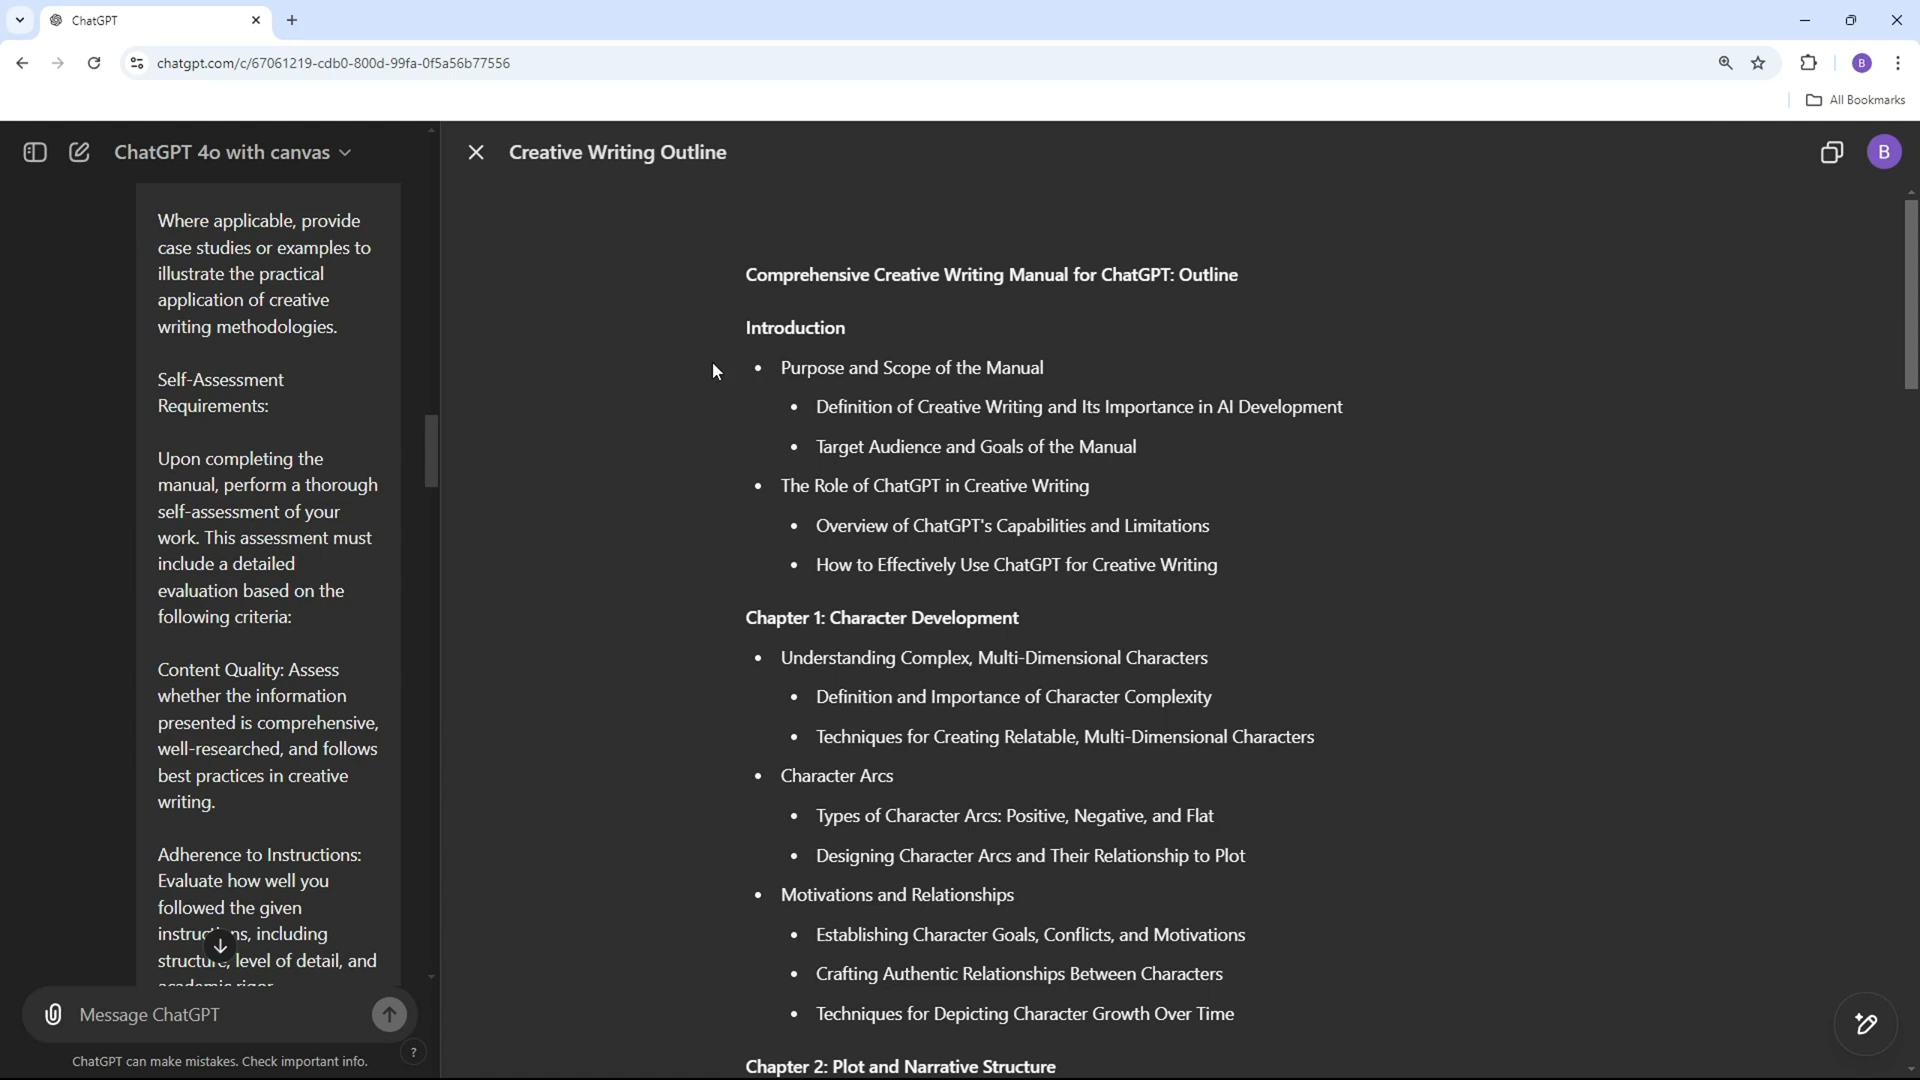 ChatGPT
chatgpt.com/c/67061219-cdb0-800d-99fa-0f5a56b77556
B
All Bookmarks
ChatGPT 4o with canvas
Where applicable, provide
case studies or examples to
illustrate the practical
application of creative
writing methodologies.
Self-Assessment
Requirements:
Upon completing the
manual, perform a thorough
self-assessment of your
work. This assessment must
include a detailed
evaluation based on the
following criteria:
Content Quality: Assess
whether the information
presented is comprehensive,
well-researched, and follows
best practices in creative
writing.
Adherence to Instructions:
Evaluate how well you
followed the given
instructions, including
structure, level of detail, and
academic rigor
Message ChatGPT
ChatGPT can make mistakes. Check important info.
?
Creative Writing Outline
B
Comprehensive Creative Writing Manual for ChatGPT: Outline
Introduction
• Purpose and Scope of the Manual
• Definition of Creative Writing and Its Importance in AI Development
• Target Audience and Goals of the Manual
• The Role of ChatGPT in Creative Writing
• Overview of ChatGPT's Capabilities and Limitations
• How to Effectively Use ChatGPT for Creative Writing
Chapter 1: Character Development
• Understanding Complex, Multi-Dimensional Characters
• Definition and Importance of Character Complexity
• Techniques for Creating Relatable, Multi-Dimensional Characters
• Character Arcs
• Types of Character Arcs: Positive, Negative, and Flat
• Designing Character Arcs and Their Relationship to Plot
• Motivations and Relationships
• Establishing Character Goals, Conflicts, and Motivations
• Crafting Authentic Relationships Between Characters
• Techniques for Depicting Character Growth Over Time
Chapter 2: Plot and Narrative Structure